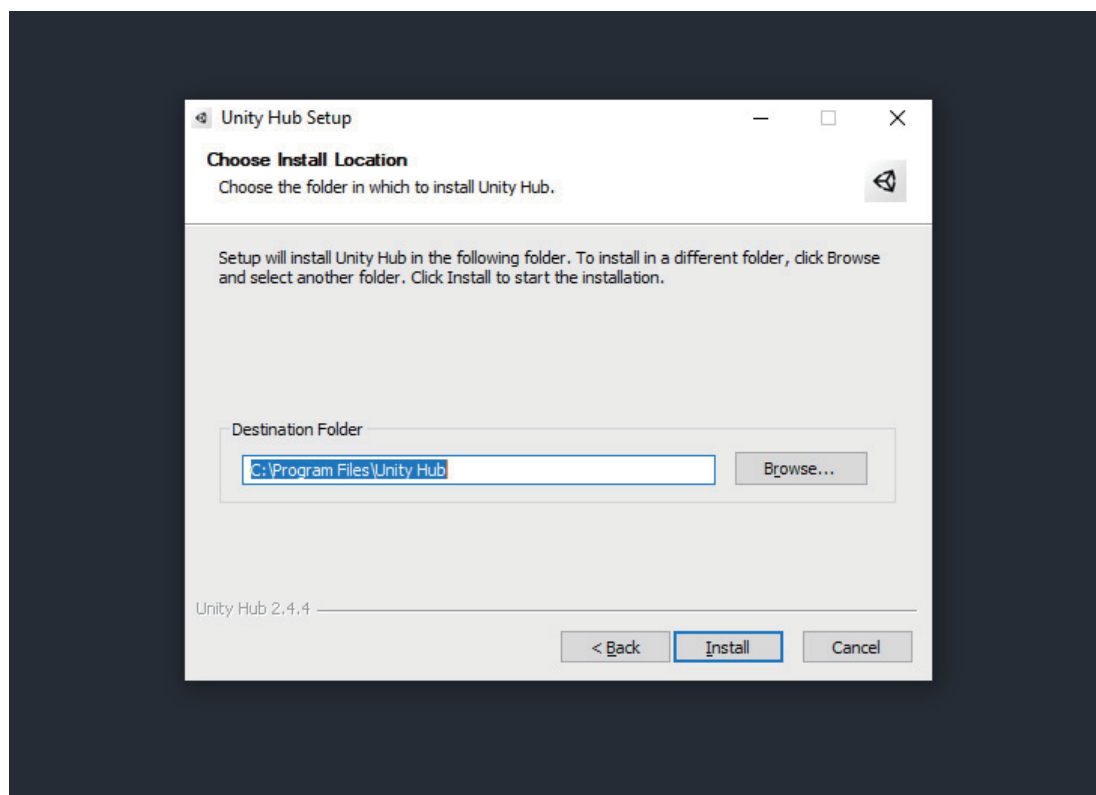 Unity Hub Setup
Choose Install Location
Choose the folder in which to install Unity Hub.
Setup will install Unity Hub in the following folder. To install in a different folder, click Browse
and select another folder. Click Install to start the installation.
Destination Folder
C:\Program Files\Unity Hub
Browse...
Unity Hub 2.4.4
< Back
Install
Cancel